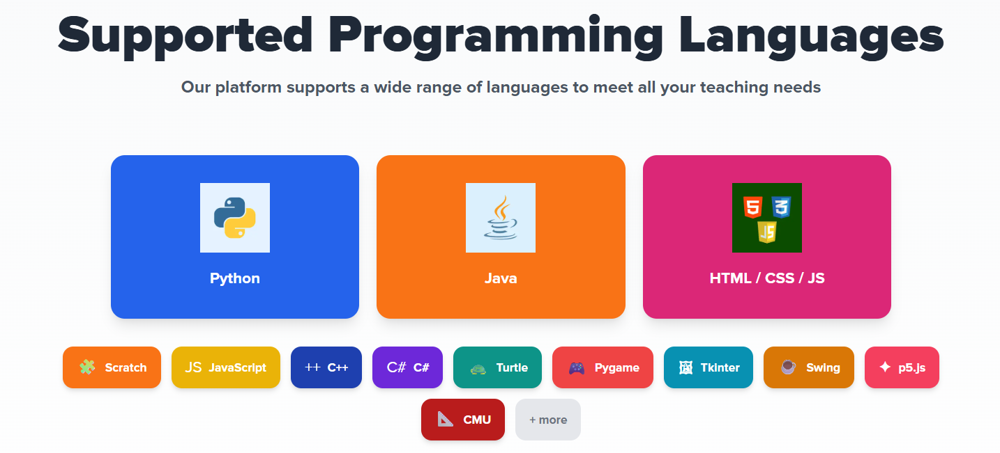 Supported Programming Languages
Our platform supports a wide range of languages to meet all your teaching needs
5 3
JS
Python Java HTML / CSS / JS
Scratch JS JavaScript ++ C++ C# C# Turtle Pygame Tkinter Swing p5.js
CMU + more